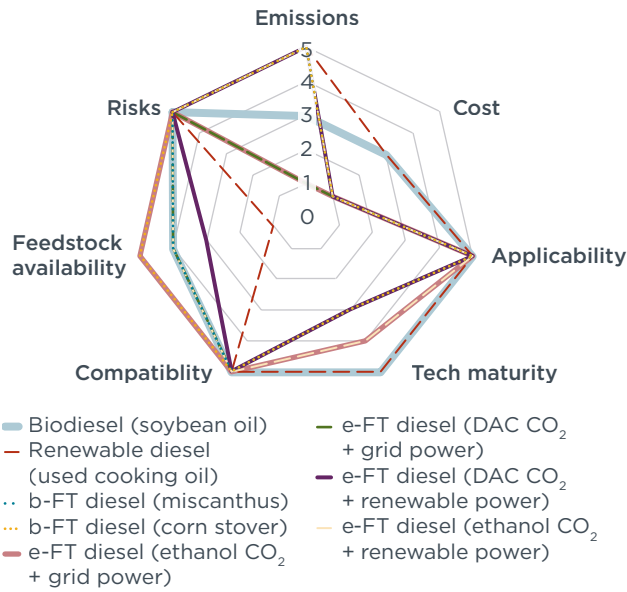 Emissions
5
4
3
2
1
0
Cost
Risks
Feedstock
availability
Applicability
Compatiblity
Tech maturity
Biodiesel (soybean oil)
Renewable diesel
(used cooking oil)
b-FT diesel (miscanthus)
b-FT diesel (corn stover)
e-FT diesel (ethanol CO2
+ grid power)
e-FT diesel (DAC CO2
+ grid power)
e-FT diesel (DAC CO2
+ renewable power)
e-FT diesel (ethanol CO2
+ renewable power)